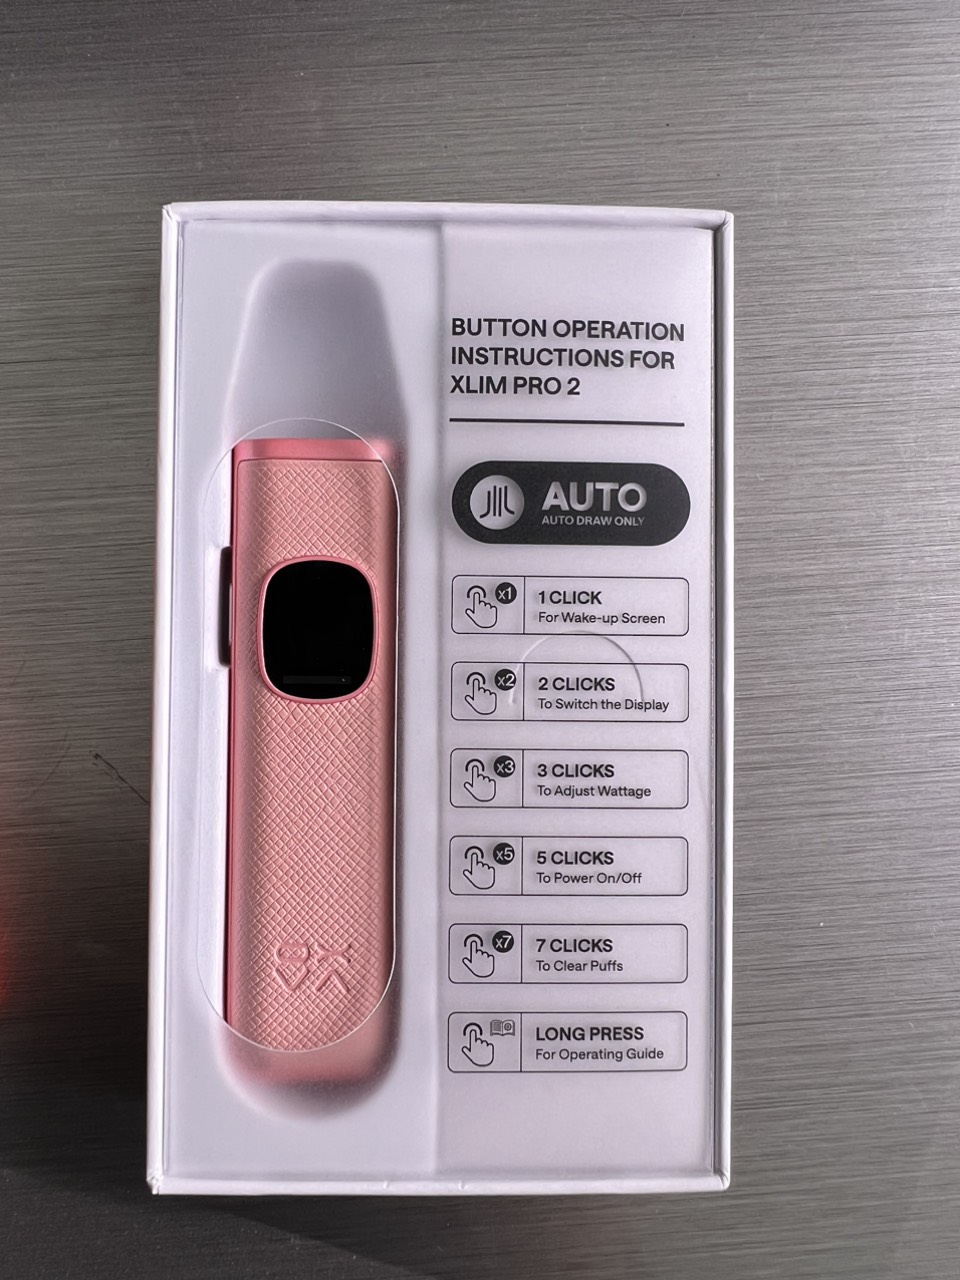 BUTTON OPERATION
INSTRUCTIONS FOR
XLIM PRO 2
AUTO
AUTO DRAW ONLY
x1
1 CLICK
For Wake-up Screen
x2
2 CLICKS
To Switch the Display
x3
3 CLICKS
To Adjust Wattage
x5
5 CLICKS
To Power On/Off
x7
7 CLICKS
To Clear Puffs
LONG PRESS
For Operating Guide